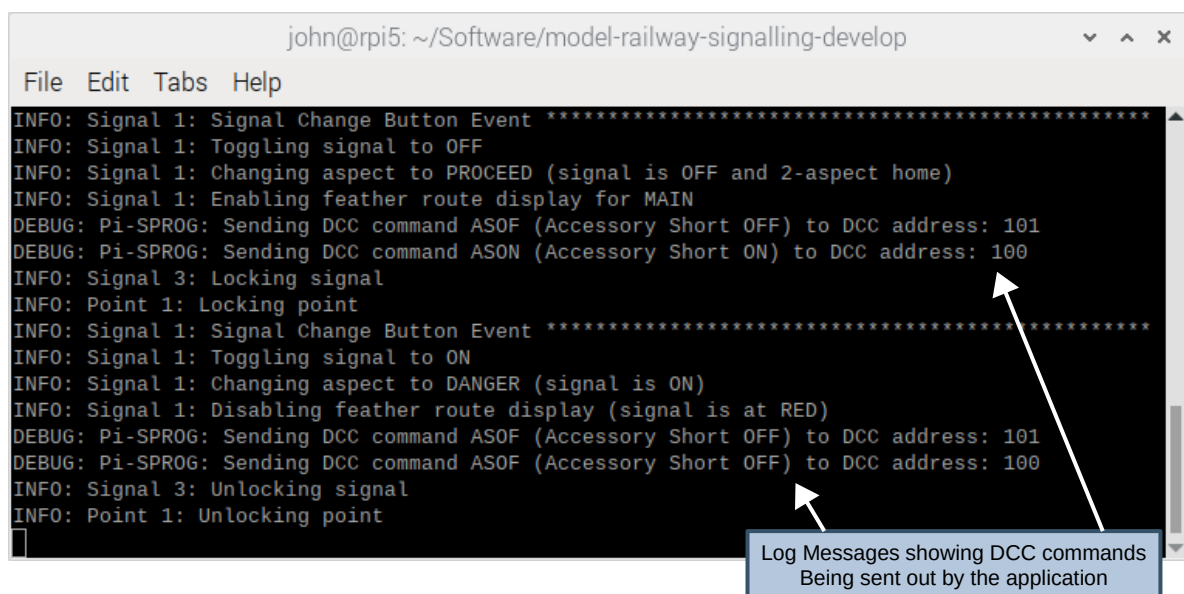 john@rpi5: ~/Software/model-railway-signalling-develop
File Edit Tabs Help
INFO: Signal 1: Signal Change Button Event *************************************************
INFO: Signal 1: Toggling signal to OFF
INFO: Signal 1: Changing aspect to PROCEED (signal is OFF and 2-aspect home)
INFO: Signal 1: Enabling feather route display for MAIN
DEBUG: Pi-SPROG: Sending DCC command ASOF (Accessory Short OFF) to DCC address: 101
DEBUG: Pi-SPROG: Sending DCC command ASON (Accessory Short ON) to DCC address: 100
INFO: Signal 3: Locking signal
INFO: Point 1: Locking point
INFO: Signal 1: Signal Change Button Event *************************************************
INFO: Signal 1: Toggling signal to ON
INFO: Signal 1: Changing aspect to DANGER (signal is ON)
INFO: Signal 1: Disabling feather route display (signal is at RED)
DEBUG: Pi-SPROG: Sending DCC command ASOF (Accessory Short OFF) to DCC address: 101
DEBUG: Pi-SPROG: Sending DCC command ASOF (Accessory Short OFF) to DCC address: 100
INFO: Signal 3: Unlocking signal
INFO: Point 1: Unlocking point
Log Messages showing DCC commands
Being sent out by the application